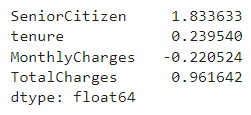 SeniorCitizen 1.833633
tenure 0.239540
MonthlyCharges -0.220524
TotalCharges 0.961642
dtype: float64